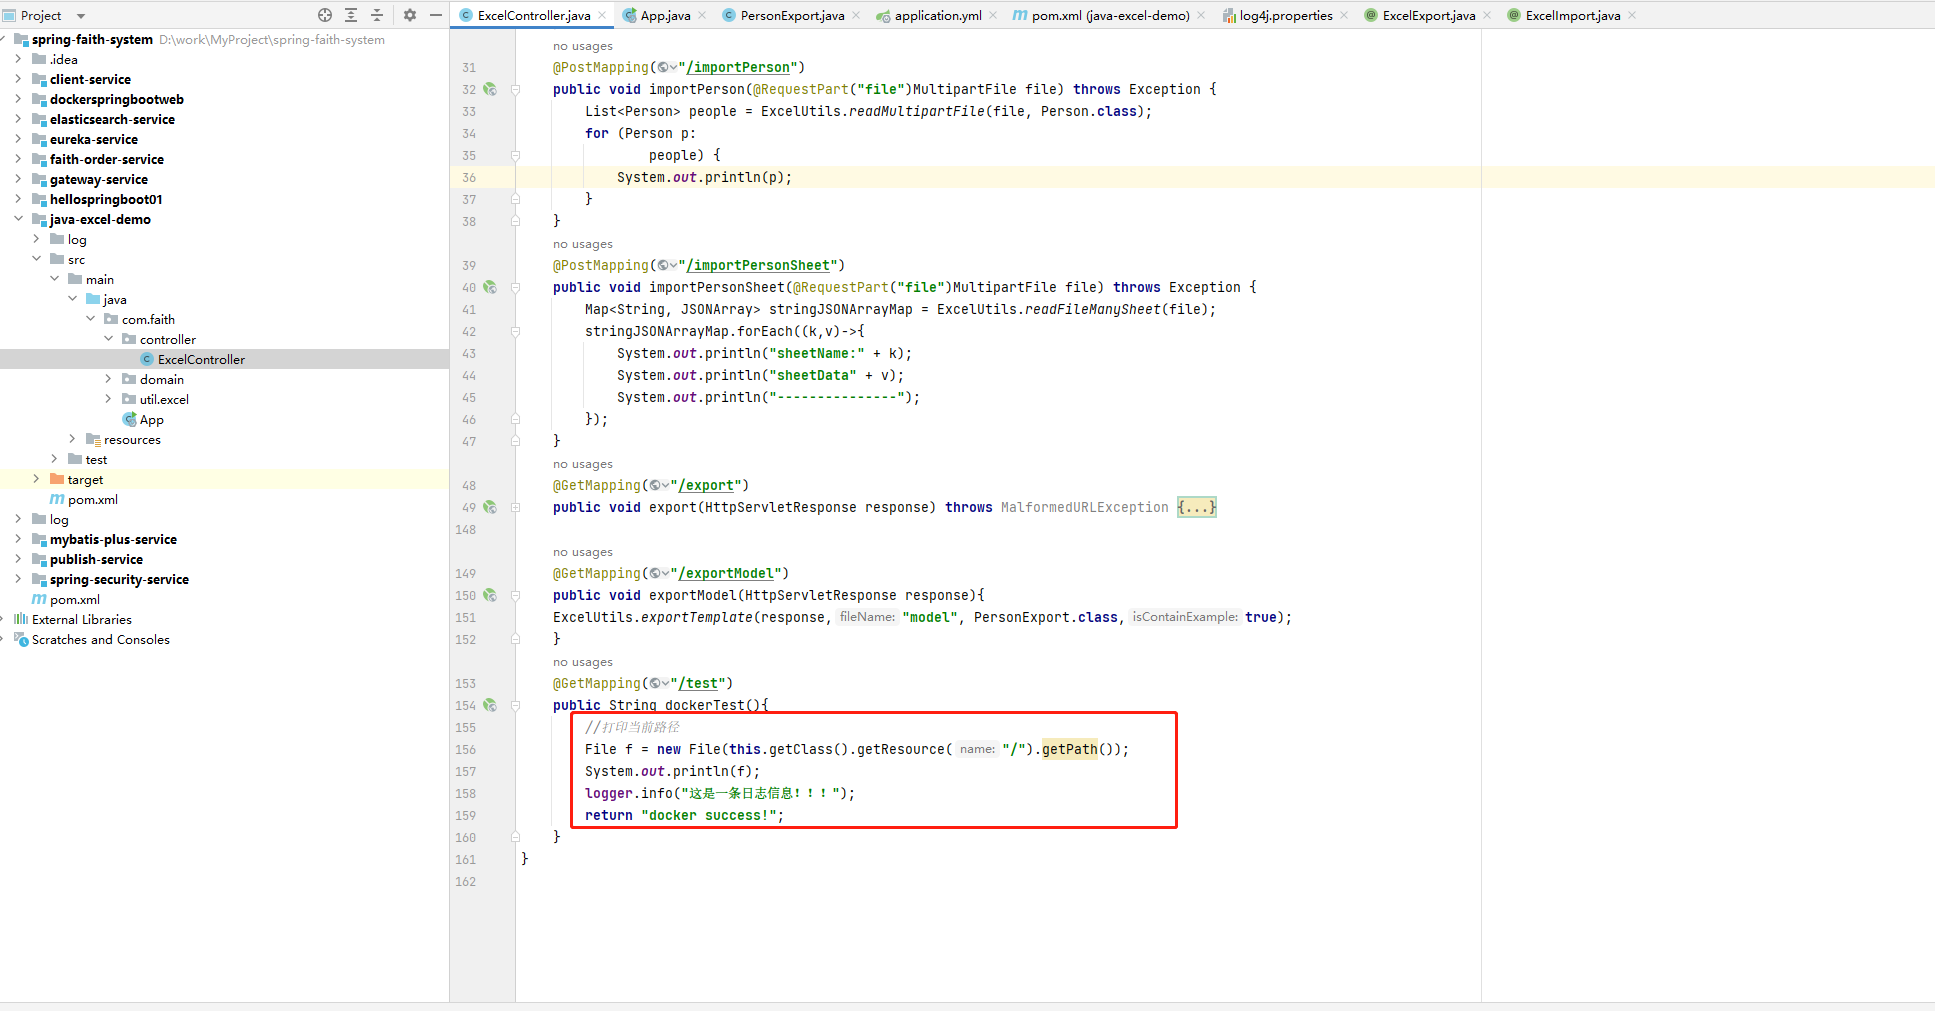 Project
spring-faith-system D:\work\MyProject\spring-faith-system
.idea
client-service
dockerspringbootweb
elasticsearch-service
eureka-service
faith-order-service
gateway-service
hellospringboot01
java-excel-demo
log
src
main
java
com.faith
controller
ExcelController
domain
util.excel
App
resources
test
target
pom.xml
log
mybatis-plus-service
publish-service
spring-security-service
pom.xml
External Libraries
Scratches and Consoles
ExcelController.java App.java PersonExport.java application.yml pom.xml (java-excel-demo) log4j.properties ExcelExport.java ExcelImport.java
no usages
31 @PostMapping("/importPerson")
32 public void importPerson(@RequestPart("file")MultipartFile file) throws Exception {
33 List<Person> people = ExcelUtils.readMultipartFile(file, Person.class);
34 for (Person p:
35 people) {
36 System.out.println(p);
37 }
38 }
no usages
39 @PostMapping("/importPersonSheet")
40 public void importPersonSheet(@RequestPart("file")MultipartFile file) throws Exception {
41 Map<String, JSONArray> stringJSONArrayMap = ExcelUtils.readFileManySheet(file);
42 stringJSONArrayMap.forEach((k,v)->{
43 System.out.println("sheetName:" + k);
44 System.out.println("sheetData" + v);
45 System.out.println("---------------");
46 });
47 }
no usages
48 @GetMapping("/export")
49 public void export(HttpServletResponse response) throws MalformedURLException {...}
148
no usages
149 @GetMapping("/exportModel")
150 public void exportModel(HttpServletResponse response){
151 ExcelUtils.exportTemplate(response, fileName: "model", PersonExport.class, isContainExample: true);
152 }
no usages
153 @GetMapping("/test")
154 public String dockerTest(){
155 //打印当前路径
156 File f = new File(this.getClass().getResource( name: "/").getPath());
157 System.out.println(f);
158 logger.info("这是一条日志信息！！！");
159 return "docker success!";
160 }
161 }
162